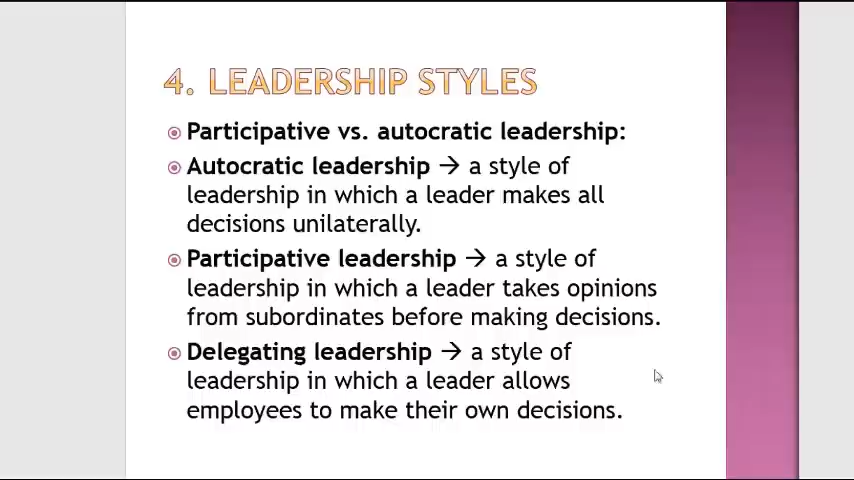 4. LEADERSHIP STYLES
Participative vs. autocratic leadership:
Autocratic leadership → a style of
leadership in which a leader makes all
decisions unilaterally.
Participative leadership → a style of
leadership in which a leader takes opinions
from subordinates before making decisions.
Delegating leadership → a style of
leadership in which a leader allows
employees to make their own decisions.